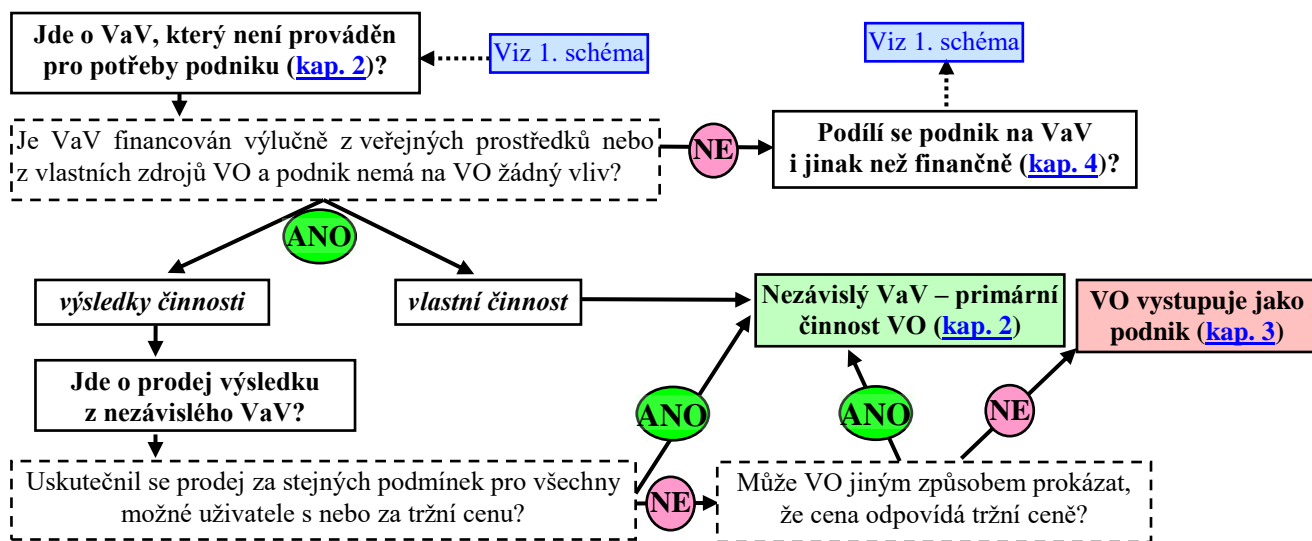 Jde o VaV, který není prováděn
pro potřeby podniku (kap. 2)?
Viz 1. schéma
Viz 1. schéma
Je VaV financován výlučně z veřejných prostředků nebo
z vlastních zdrojů VO a podnik nemá na VO žádný vliv?
NE
Podílí se podnik na VaV
i jinak než finančně (kap. 4)?
ANO
výsledky činnosti
vlastní činnost
Nezávislý VaV – primární
činnost VO (kap. 2)
VO vystupuje jako
podnik (kap. 3)
Jde o prodej výsledku
z nezávislého VaV?
ANO
ANO
NE
Uskutečnil se prodej za stejných podmínek pro všechny
možné uživatele s nebo za tržní cenu?
NE
Může VO jiným způsobem prokázat,
že cena odpovídá tržní ceně?